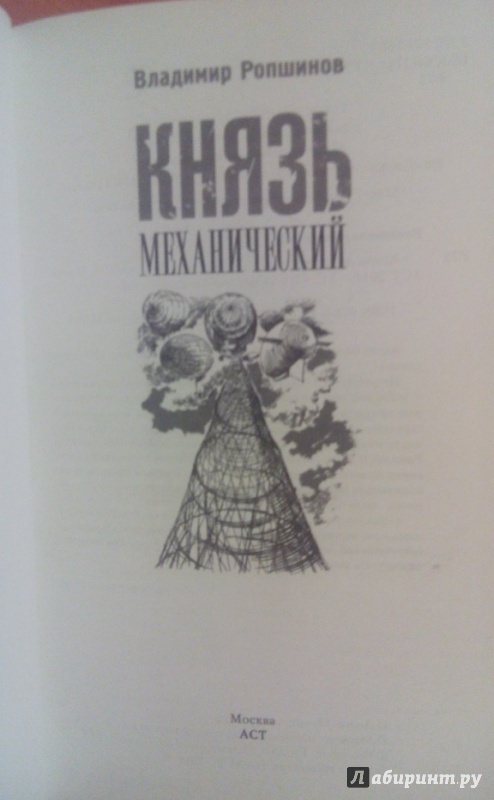 Владимир Ропшинов
КНЯЗЬ
МЕХАНИЧЕСКИЙ
Москва
АСТ
Лабиринт.ру